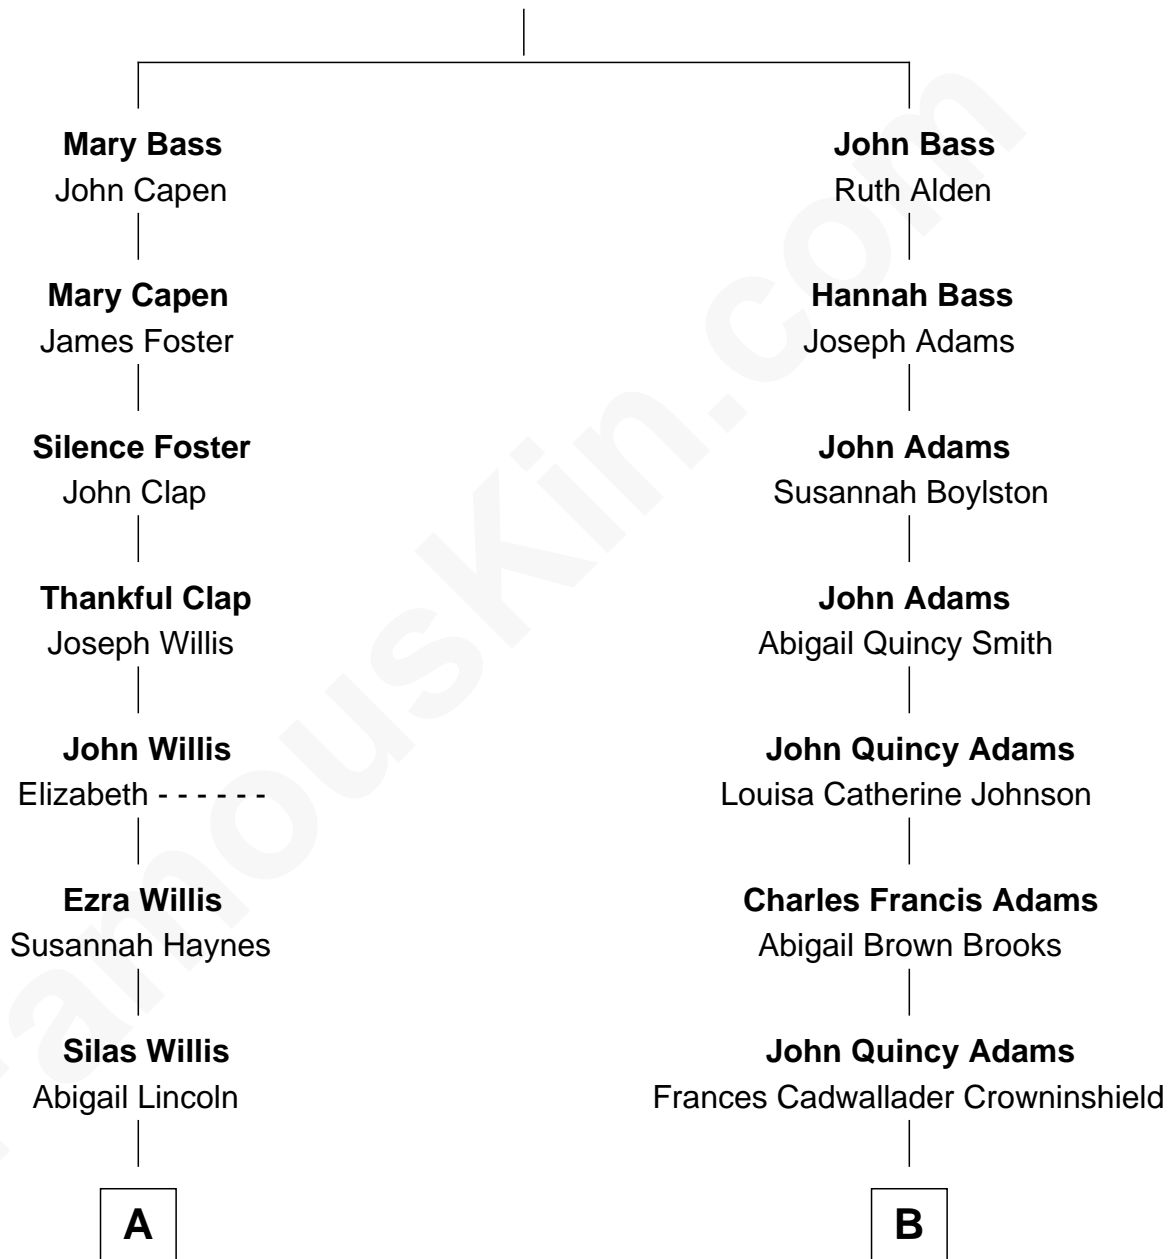 Mary Bass
John Capen
Mary Capen
James Foster
Silence Foster
John Clap
Thankful Clap
Joseph Willis
John Willis
Elizabeth - - - - - -
Ezra Willis
Susannah Haynes
Silas Willis
Abigail Lincoln
A
John Bass
Ruth Alden
Hannah Bass
Joseph Adams
John Adams
Susannah Boylston
John Adams
Abigail Quincy Smith
John Quincy Adams
Louisa Catherine Johnson
Charles Francis Adams
Abigail Brown Brooks
John Quincy Adams
Frances Cadwallader Crowninshield
B
FamousKin.com